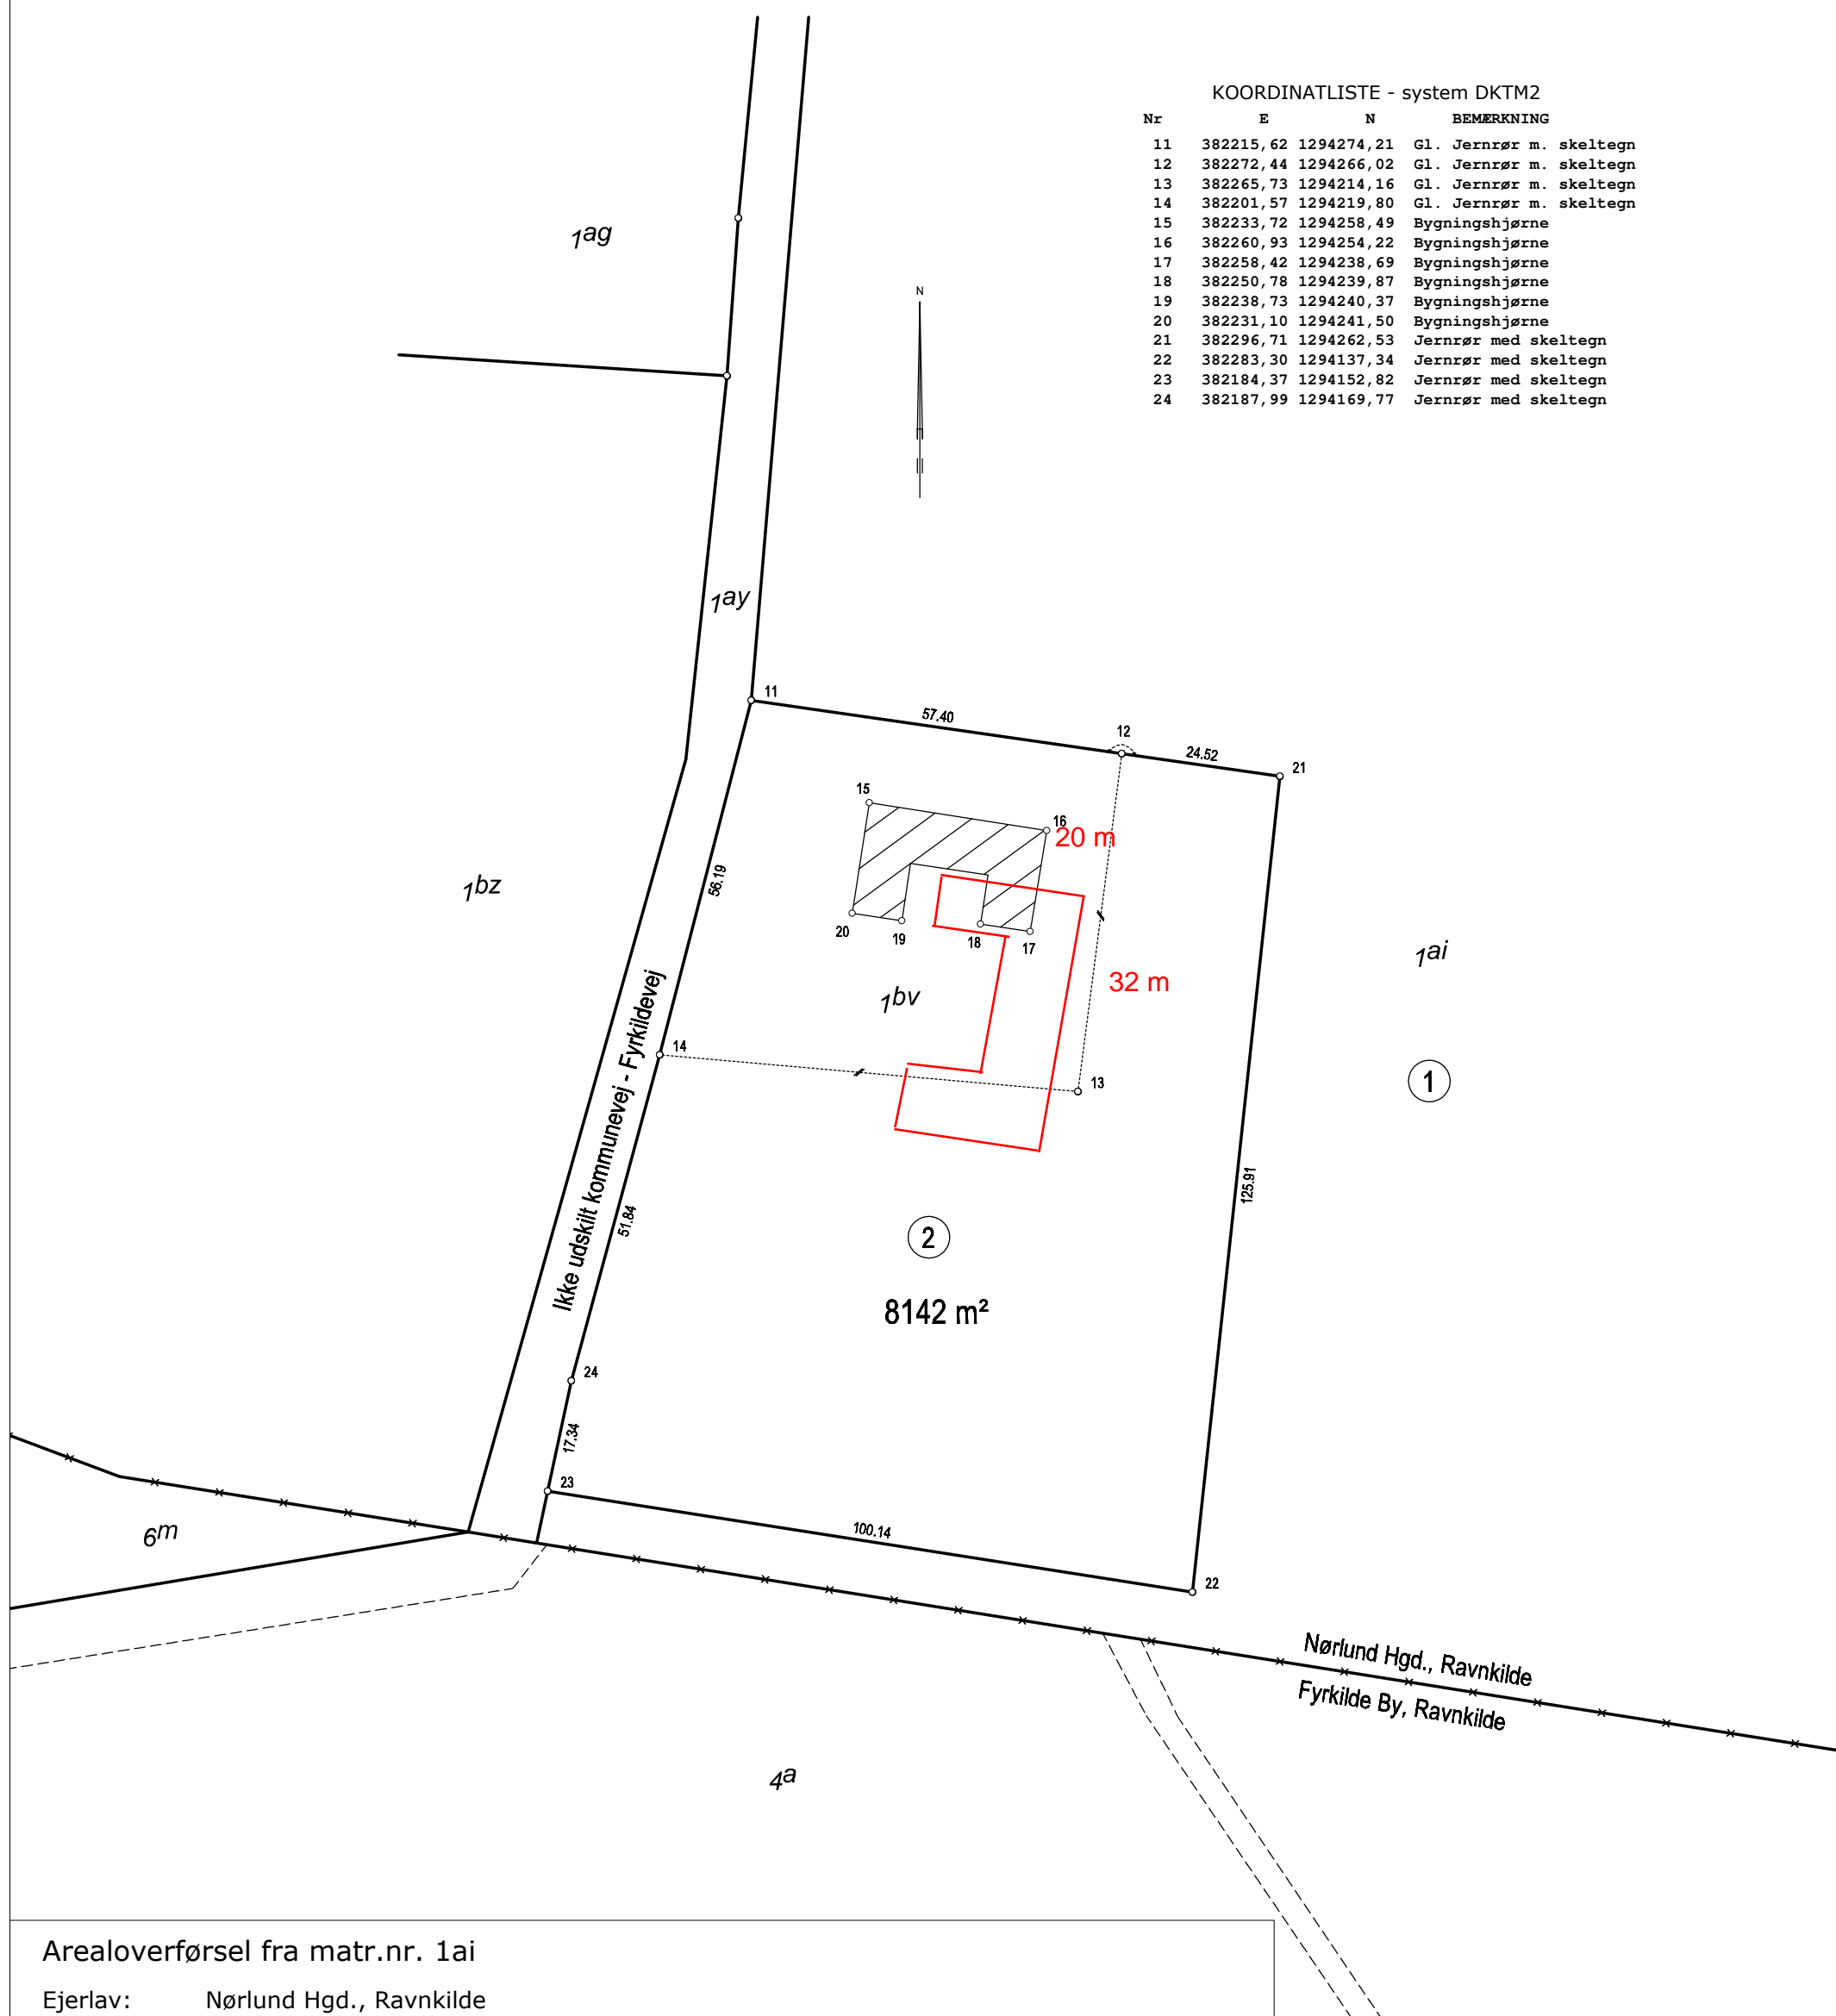 KOORDINATLISTE - system DKTM2
Nr E N BEMÆRKNING
11 382215,62 1294274,21 Gl. Jernrør m. skeltegn
12 382272,44 1294266,02 Gl. Jernrør m. skeltegn
13 382265,73 1294214,16 Gl. Jernrør m. skeltegn
14 382201,57 1294219,80 Gl. Jernrør m. skeltegn
15 382233,72 1294258,49 Bygningshjørne
16 382260,93 1294254,22 Bygningshjørne
17 382258,42 1294238,69 Bygningshjørne
18 382250,78 1294239,87 Bygningshjørne
19 382238,73 1294240,37 Bygningshjørne
20 382231,10 1294241,50 Bygningshjørne
21 382296,71 1294262,53 Jernrør med skeltegn
22 382283,30 1294137,34 Jernrør med skeltegn
23 382184,37 1294152,82 Jernrør med skeltegn
24 382187,99 1294169,77 Jernrør med skeltegn
1ag
N
1ay
11
57.40
12
24.52
21
15
16
20 m
56.19
1bz
20
19
18
17
1ai
32 m
1bv
Ikke udskilt kommunevej - Fyrkildevej
14
13
1
125.91
51.84
2
8142 m²
24
17.34
23
100.14
6m
22
Nørlund Hgd., Ravnkilde
Fyrkilde By, Ravnkilde
4a
Arealoverførsel fra matr.nr. 1ai
Ejerlav: Nørlund Hgd., Ravnkilde